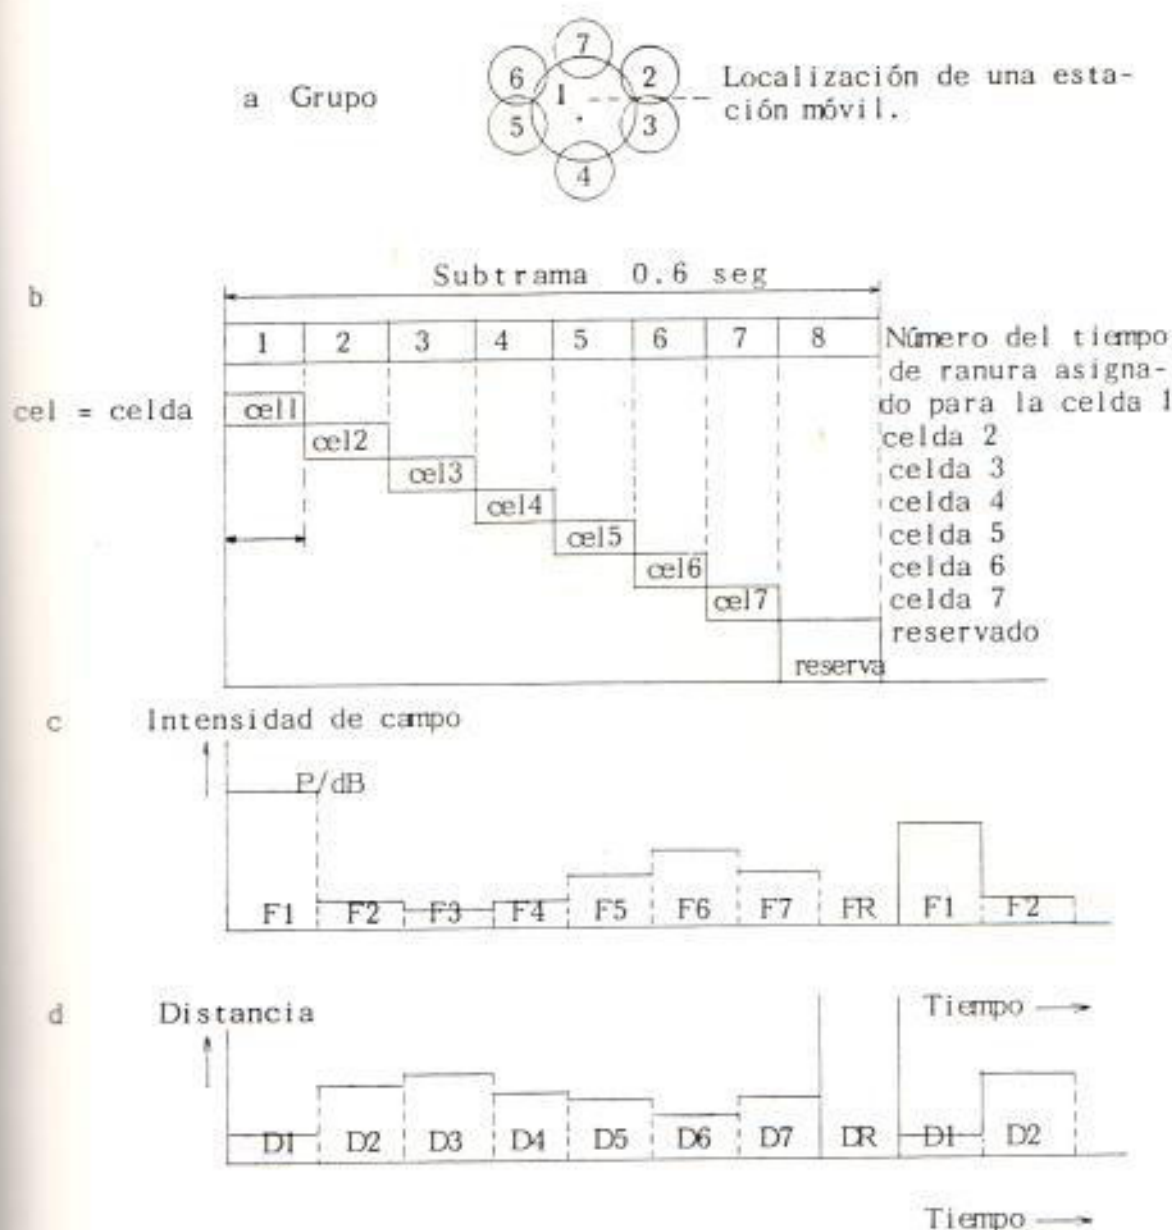 a Grupo
7
6 2
1
5 3
4
Localización de una esta-
ción móvil.
b
Subtrama 0.6 seg
1 2 3 4 5 6 7 8
Número del tiempo
de ranura asigna-
do para la celda 1
celda 2
celda 3
celda 4
celda 5
celda 6
celda 7
reservado
cel = celda
cel1
cel2
cel3
cel4
cel5
cel6
cel7
reserva
c Intensidad de campo
P/dB
F1 F2 F3 F4 F5 F6 F7 FR F1 F2
Tiempo
d Distancia
D1 D2 D3 D4 D5 D6 D7 DR D1 D2
Tiempo